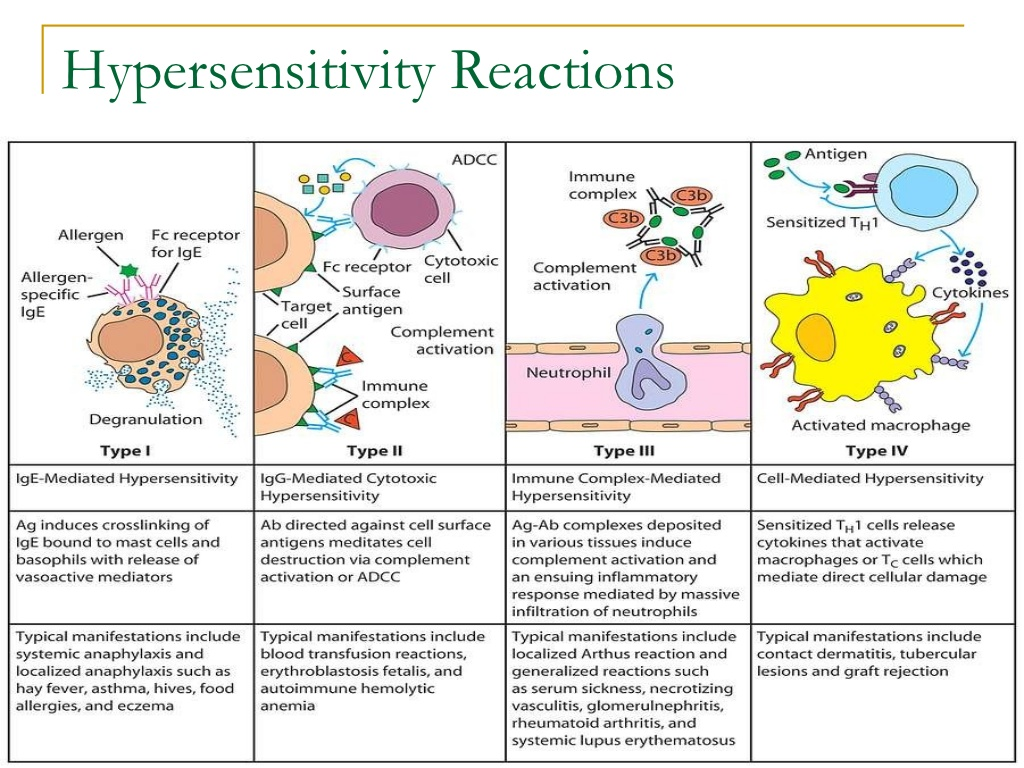 Hypersensitivity Reactions
Allergen
Fc receptor
for IgE
Allergen-
specific
IgE
Degranulation
Type I
ADCC
Fc receptor
Cytotoxic
cell
Surface
antigen
Target
cell
Complement
activation
C
Immune
complex
C
Type II
Immune
complex
C3b
C3b
C3b
Complement
activation
Neutrophil
Type III
Antigen
Sensitized TH1
Cytokines
Activated macrophage
Type IV
IgE-Mediated Hypersensitivity
IgG-Mediated Cytotoxic
Hypersensitivity
Immune Complex-Mediated
Hypersensitivity
Cell-Mediated Hypersensitivity
Ag induces crosslinking of
IgE bound to mast cells and
basophils with release of
vasoactive mediators
Ab directed against cell surface
antigens meditates cell
destruction via complement
activation or ADCC
Ag-Ab complexes deposited
in various tissues induce
complement activation and
an ensuing inflammatory
response mediated by massive
infiltration of neutrophils
Sensitized TH1 cells release
cytokines that activate
macrophages or TC cells which
mediate direct cellular damage
Typical manifestations include
systemic anaphylaxis and
localized anaphylaxis such as
hay fever, asthma, hives, food
allergies, and eczema
Typical manifestations include
blood transfusion reactions,
erythroblastosis fetalis, and
autoimmune hemolytic
anemia
Typical manifestations include
localized Arthus reaction and
generalized reactions such
as serum sickness, necrotizing
vasculitis, glomerulnephritis,
rheumatoid arthritis, and
systemic lupus erythematosus
Typical manifestations include
contact dermatitis, tubercular
lesions and graft rejection